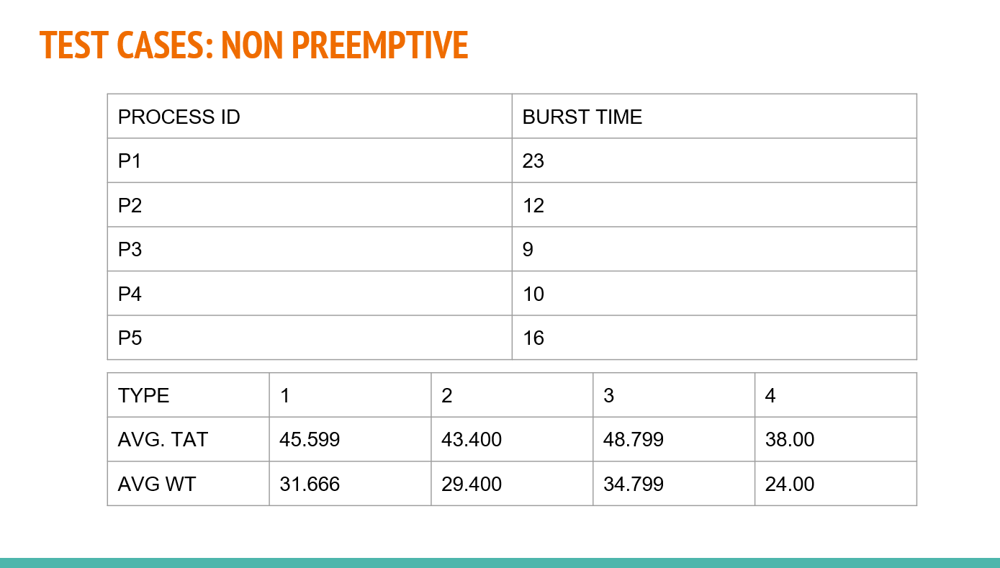 TEST CASES: NON PREEMPTIVE
PROCESS ID BURST TIME
P1 23
P2 12
P3 9
P4 10
P5 16
TYPE 1 2 3 4
AVG. TAT 45.599 43.400 48.799 38.00
AVG WT 31.666 29.400 34.799 24.00